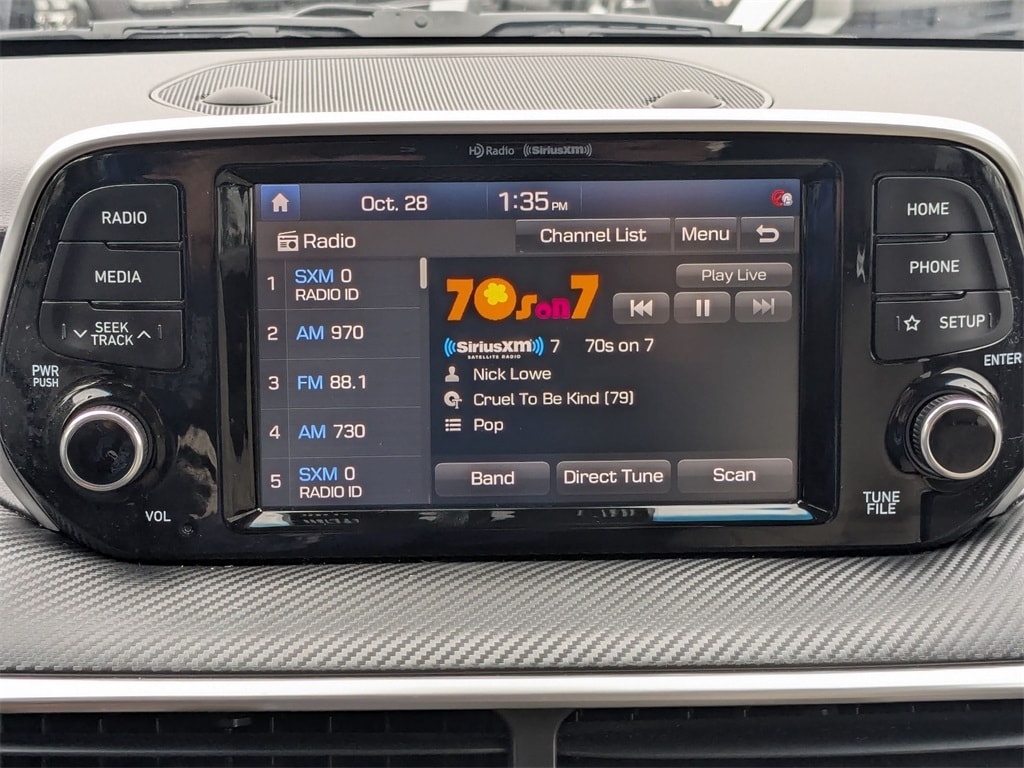 HD Radio ((SiriusXM))
Oct. 28 1:35 PM
Radio Channel List Menu
1 SXM 0
RADIO ID
2 AM 970
3 FM 88.1
4 AM 730
5 SXM 0
RADIO ID
70s on 7
Play Live
((SiriusXM)) 7 70s on 7
SATELLITE RADIO
Nick Lowe
Cruel To Be Kind (79)
Pop
Band Direct Tune Scan
RADIO
MEDIA
SEEK
TRACK
PWR
PUSH
VOL
HOME
PHONE
SETUP
ENTER
TUNE
FILE